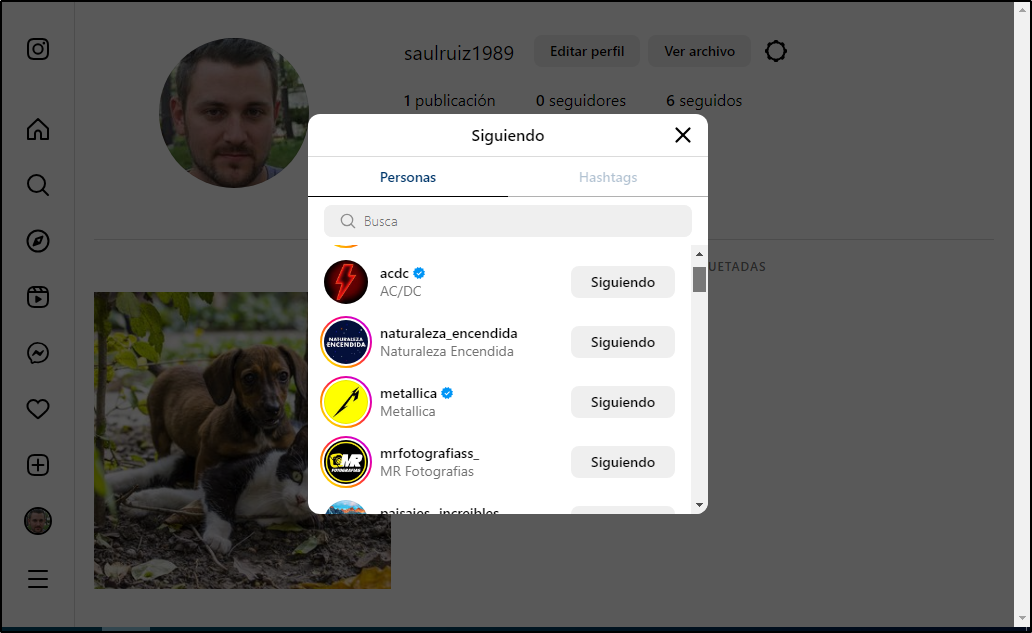 saulruiz1989 Editar perfil Ver archivo
1 publicación 0 seguidores 6 seguidos
Siguiendo
Personas Hashtags
Busca
UETADAS
acdc
AC/DC
Siguiendo
NATURALEZA
ENCENDIDA
naturaleza_encendida
Naturaleza Encendida
Siguiendo
metallica
Metallica
Siguiendo
MR
FOTOGRAFIAS
mrfotografiass_
MR Fotografias
Siguiendo
paisajes_increibles